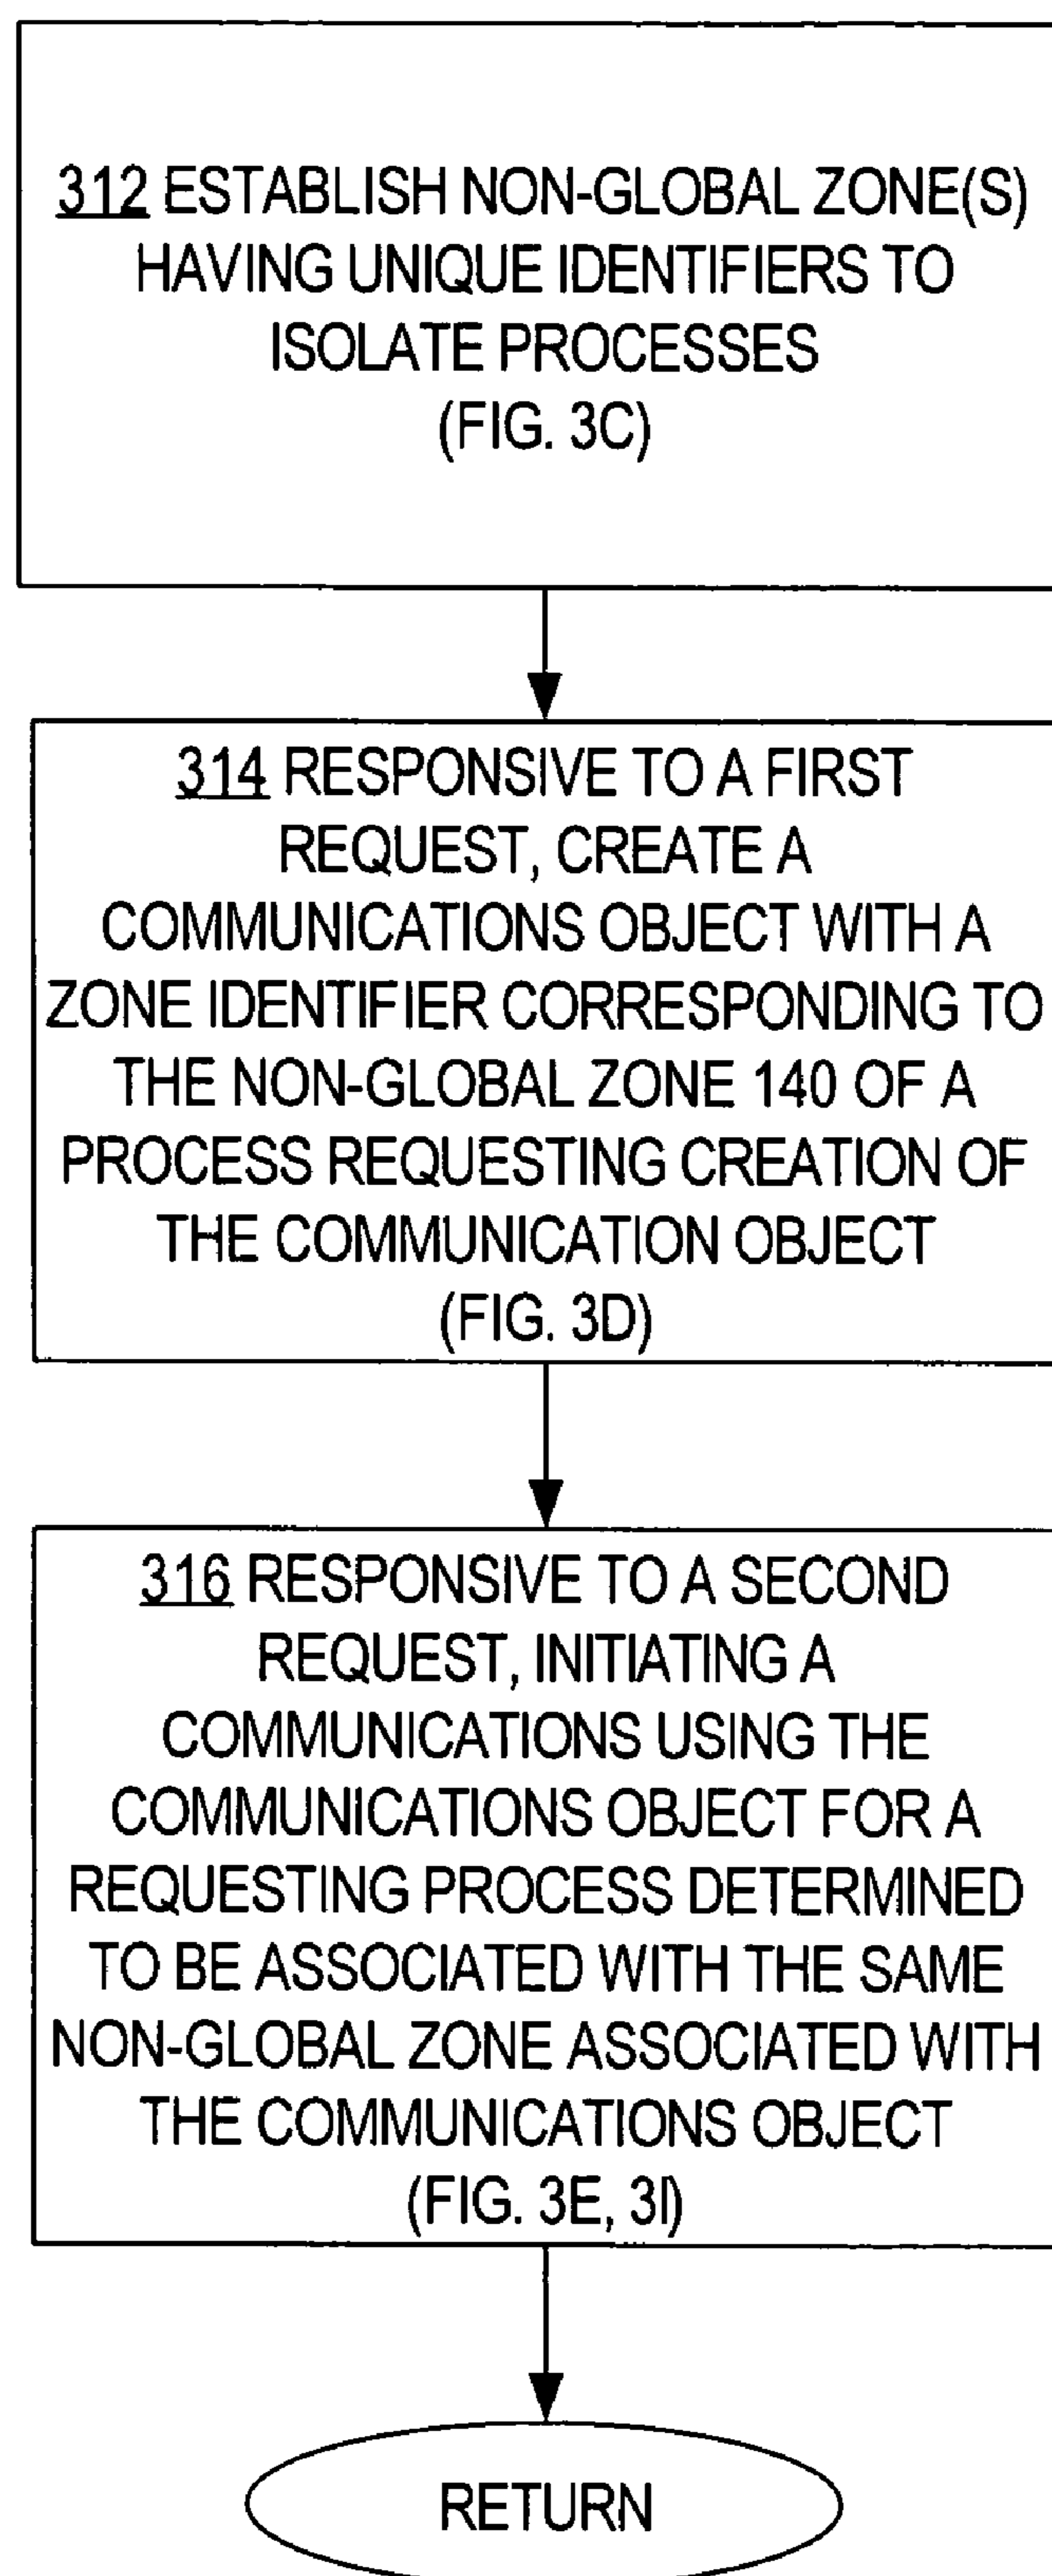 312 ESTABLISH NON-GLOBAL ZONE(S)
HAVING UNIQUE IDENTIFIERS TO
ISOLATE PROCESSES
(FIG. 3C)
314 RESPONSIVE TO A FIRST
REQUEST, CREATE A
COMMUNICATIONS OBJECT WITH A
ZONE IDENTIFIER CORRESPONDING TO
THE NON-GLOBAL ZONE 140 OF A
PROCESS REQUESTING CREATION OF
THE COMMUNICATION OBJECT
(FIG. 3D)
316 RESPONSIVE TO A SECOND
REQUEST, INITIATING A
COMMUNICATIONS USING THE
COMMUNICATIONS OBJECT FOR A
REQUESTING PROCESS DETERMINED
TO BE ASSOCIATED WITH THE SAME
NON-GLOBAL ZONE ASSOCIATED WITH
THE COMMUNICATIONS OBJECT
(FIG. 3E, 3I)
RETURN